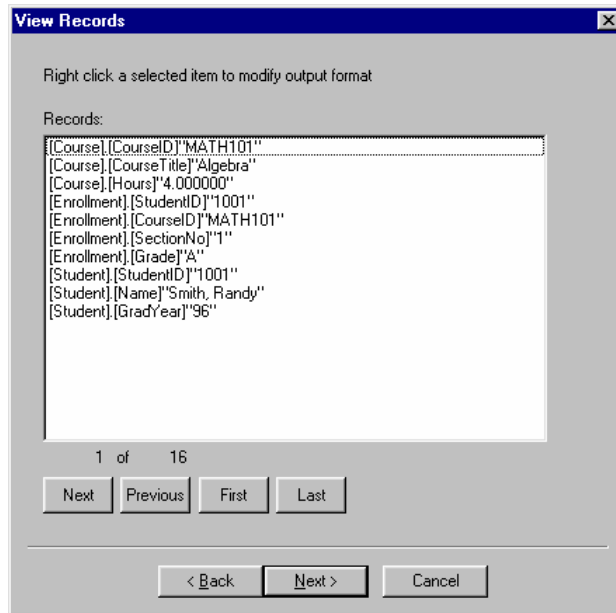 View Records
Right click a selected item to modify output format
Records:
[Course].[CourseID]"MATH101"
[Course].[CourseTitle]"Algebra"
[Course].[Hours]"4.000000"
[Enrollment].[StudentID]"1001"
[Enrollment].[CourseID]"MATH101"
[Enrollment].[SectionNo]"1"
[Enrollment].[Grade]"A"
[Student].[StudentID]"1001"
[Student].[Name]"Smith, Randy"
[Student].[GradYear]"96"
1 of 16
Next Previous First Last
< Back Next > Cancel